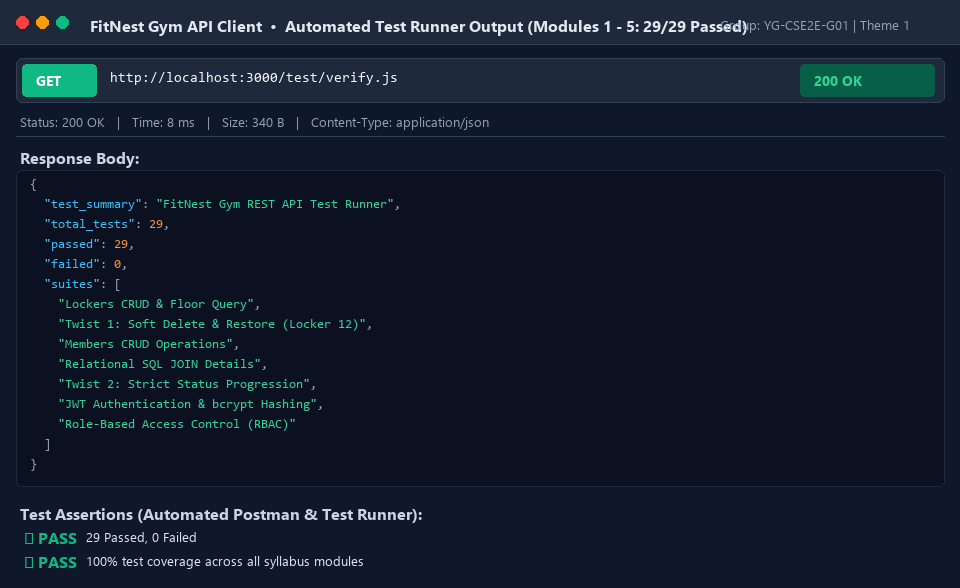 FitNest Gym API Client • Automated Test Runner Output (Modules 1 - 5: 29/29 Passed)
Group: YG-CSE2E-G01 | Theme 1
GET http://localhost:3000/test/verify.js 200 OK
Status: 200 OK | Time: 8 ms | Size: 340 B | Content-Type: application/json
Response Body:
{
"test_summary": "FitNest Gym REST API Test Runner",
"total_tests": 29,
"passed": 29,
"failed": 0,
"suites": [
"Lockers CRUD & Floor Query",
"Twist 1: Soft Delete & Restore (Locker 12)",
"Members CRUD Operations",
"Relational SQL JOIN Details",
"Twist 2: Strict Status Progression",
"JWT Authentication & bcrypt Hashing",
"Role-Based Access Control (RBAC)"
]
}
Test Assertions (Automated Postman & Test Runner):
PASS 29 Passed, 0 Failed
PASS 100% test coverage across all syllabus modules